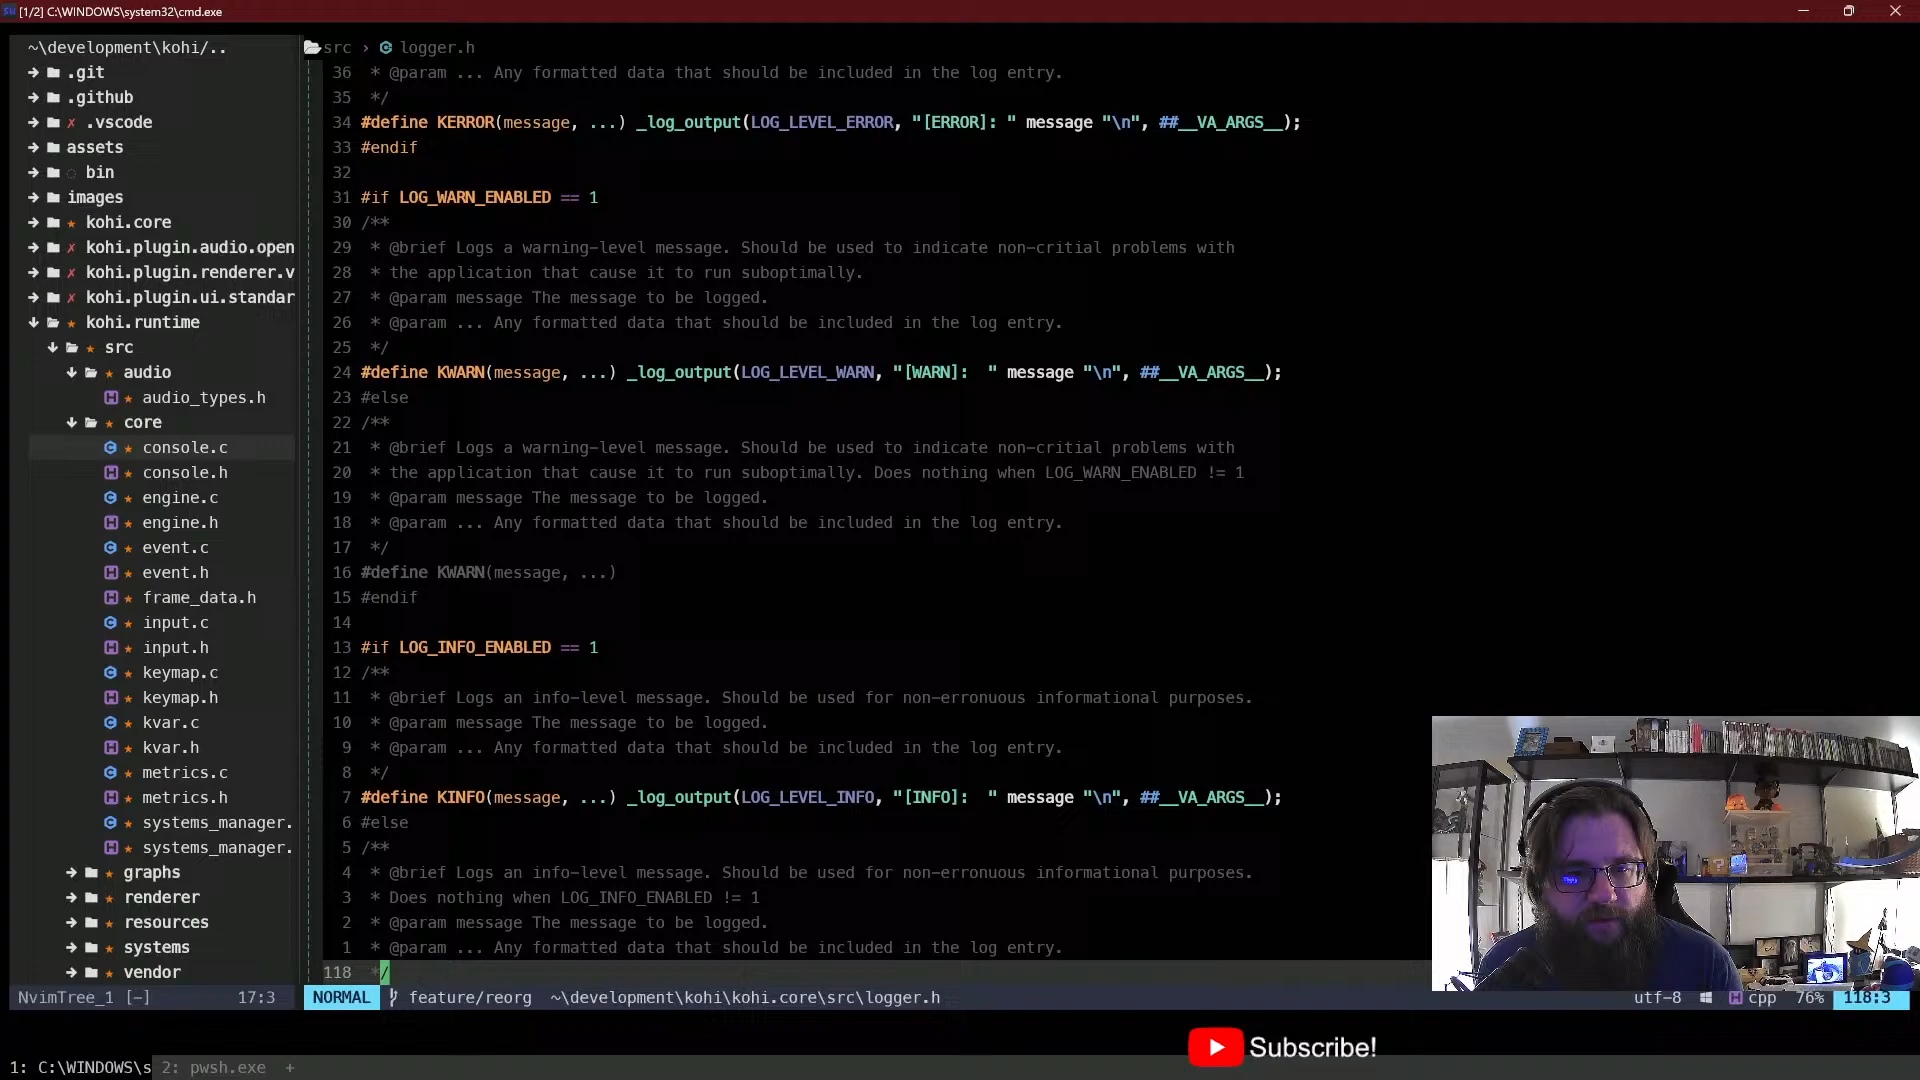 [1/2] C:\WINDOWS\system32\cmd.exe
~\development\kohi/..
.git
.github
.vscode
assets
bin
images
kohi.core
kohi.plugin.audio.open
kohi.plugin.renderer.v
kohi.plugin.ui.standar
kohi.runtime
src
audio
audio_types.h
core
console.c
console.h
engine.c
engine.h
event.c
event.h
frame_data.h
input.c
input.h
keymap.c
keymap.h
kvar.c
kvar.h
metrics.c
metrics.h
systems_manager.
systems_manager.
graphs
renderer
resources
systems
vendor
NvimTree_1 [-] 17:3
src › logger.h
36  * @param ... Any formatted data that should be included in the log entry.
35  */
34 #define KERROR(message, ...) _log_output(LOG_LEVEL_ERROR, "[ERROR]: " message "\n", ##__VA_ARGS__);
33 #endif
32
31 #if LOG_WARN_ENABLED == 1
30 /**
29  * @brief Logs a warning-level message. Should be used to indicate non-critial problems with
28  * the application that cause it to run suboptimally.
27  * @param message The message to be logged.
26  * @param ... Any formatted data that should be included in the log entry.
25  */
24 #define KWARN(message, ...) _log_output(LOG_LEVEL_WARN, "[WARN]:  " message "\n", ##__VA_ARGS__);
23 #else
22 /**
21  * @brief Logs a warning-level message. Should be used to indicate non-critial problems with
20  * the application that cause it to run suboptimally. Does nothing when LOG_WARN_ENABLED != 1
19  * @param message The message to be logged.
18  * @param ... Any formatted data that should be included in the log entry.
17  */
16 #define KWARN(message, ...)
15 #endif
14
13 #if LOG_INFO_ENABLED == 1
12 /**
11  * @brief Logs an info-level message. Should be used for non-erronuous informational purposes.
10  * @param message The message to be logged.
9  * @param ... Any formatted data that should be included in the log entry.
8  */
7 #define KINFO(message, ...) _log_output(LOG_LEVEL_INFO, "[INFO]:  " message "\n", ##__VA_ARGS__);
6 #else
5 /**
4  * @brief Logs an info-level message. Should be used for non-erronuous informational purposes.
3  * Does nothing when LOG_INFO_ENABLED != 1
2  * @param message The message to be logged.
1  * @param ... Any formatted data that should be included in the log entry.
118  */
NORMAL feature/reorg ~\development\kohi\kohi.core\src\logger.h utf-8 cpp 76% 118:3
Subscribe!
1: C:\WINDOWS\s 2: pwsh.exe +